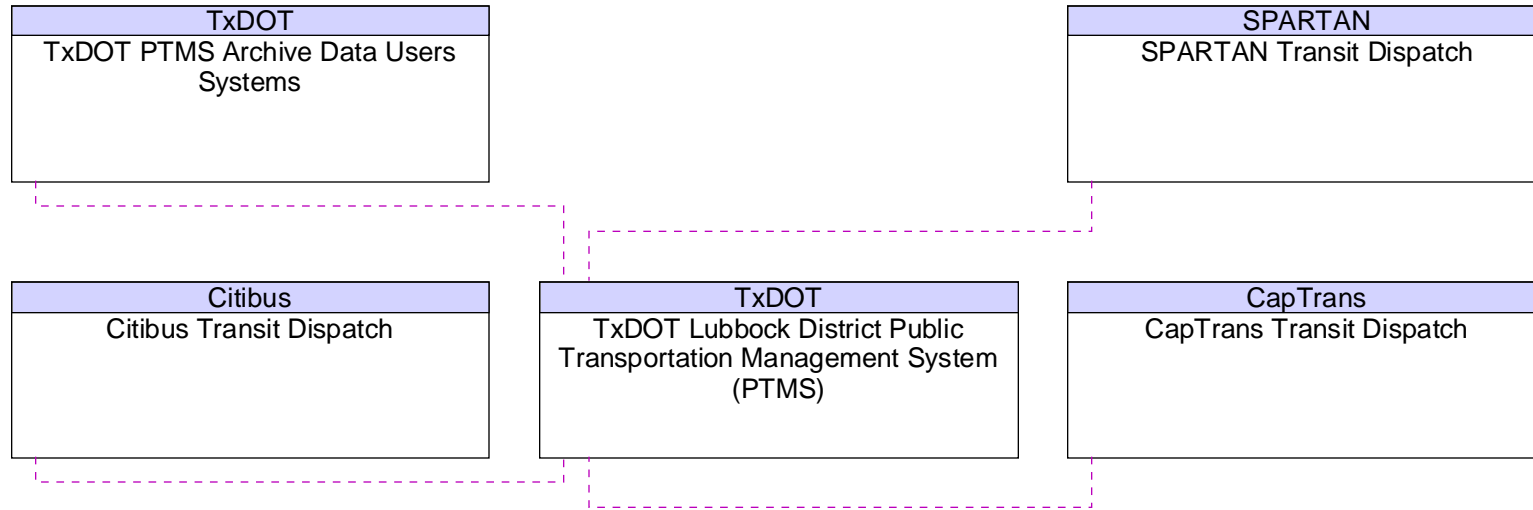 TxDOT
TxDOT PTMS Archive Data Users
Systems
SPARTAN
SPARTAN Transit Dispatch
Citibus
Citibus Transit Dispatch
TxDOT
TxDOT Lubbock District Public
Transportation Management System
(PTMS)
CapTrans
CapTrans Transit Dispatch